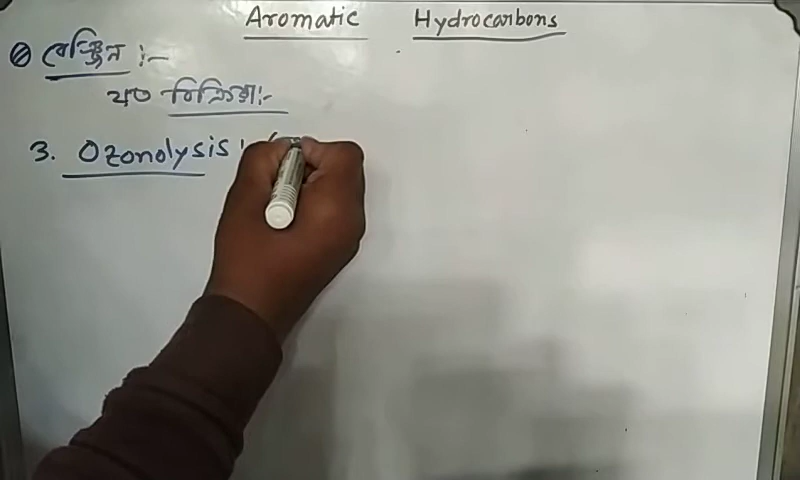 Aromatic Hydrocarbons
বেঞ্জিন :-
যুত বিক্রিয়া:-
3. Ozonolysis : (